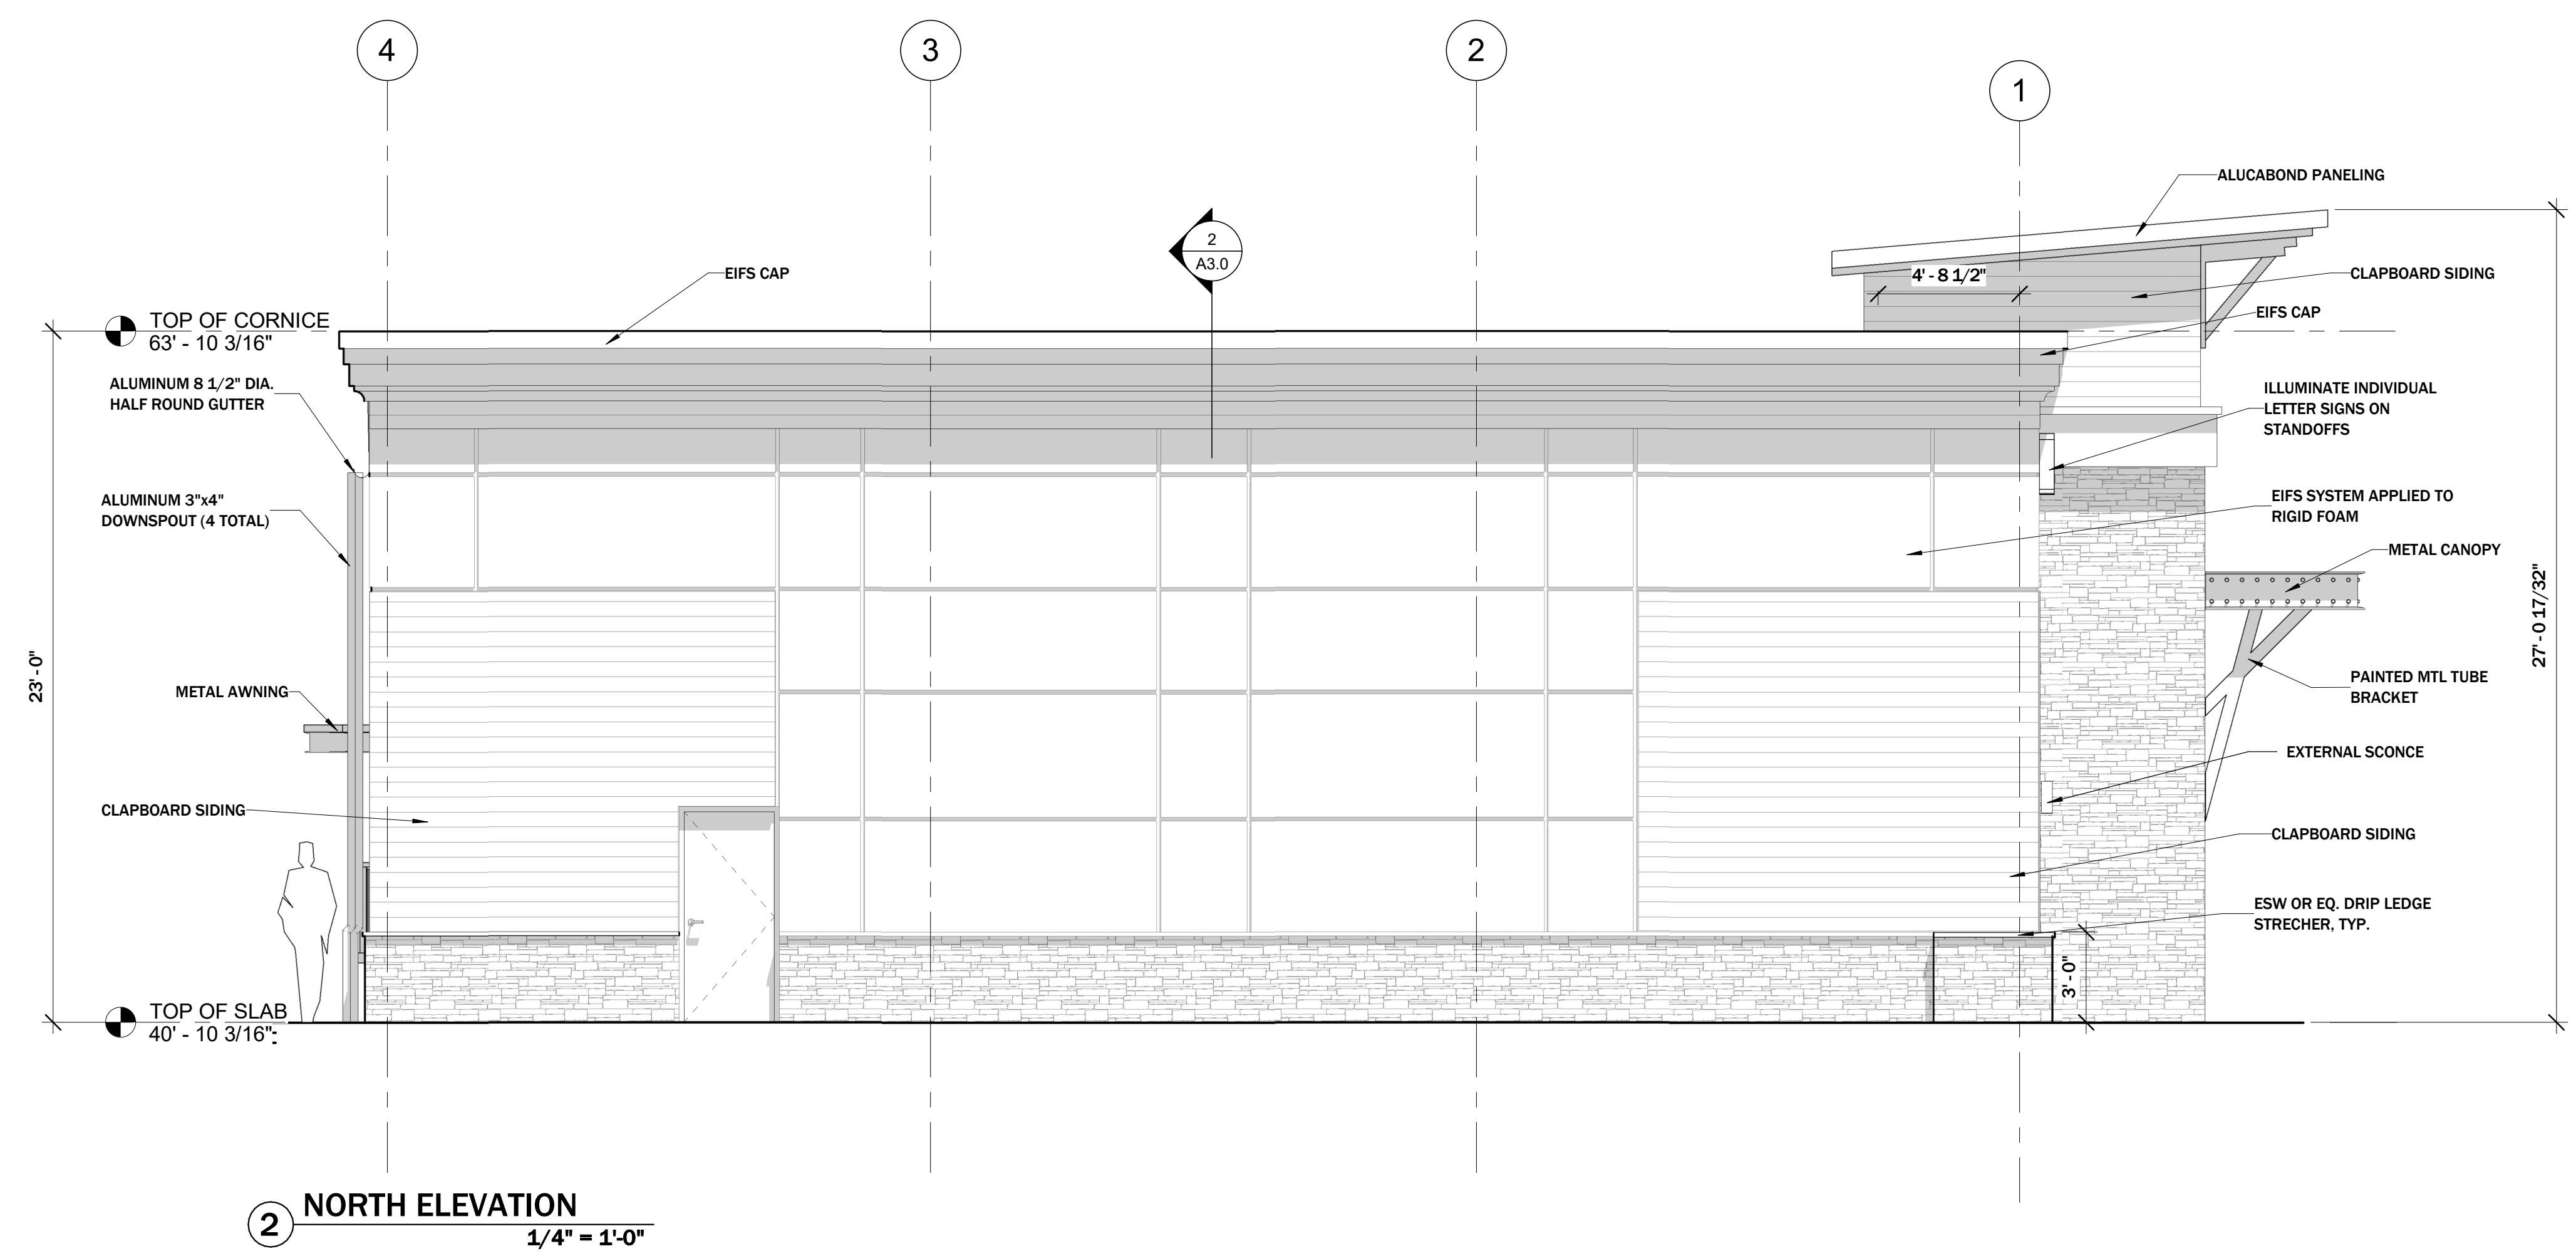 4
3
2
1
ALUCABOND PANELING
2
A3.0
EIFS CAP
4' - 8 1/2"
CLAPBOARD SIDING
EIFS CAP
TOP OF CORNICE
63' - 10 3/16"
ALUMINUM 8 1/2" DIA.
HALF ROUND GUTTER
ILLUMINATE INDIVIDUAL
LETTER SIGNS ON
STANDOFFS
ALUMINUM 3"x4"
DOWNSPOUT (4 TOTAL)
EIFS SYSTEM APPLIED TO
RIGID FOAM
METAL CANOPY
23' - 0"
27' - 0 17/32"
METAL AWNING
PAINTED MTL TUBE
BRACKET
EXTERNAL SCONCE
CLAPBOARD SIDING
CLAPBOARD SIDING
ESW OR EQ. DRIP LEDGE
STRECHER, TYP.
3' - 0"
TOP OF SLAB
40' - 10 3/16"
2
NORTH ELEVATION
1/4" = 1'-0"